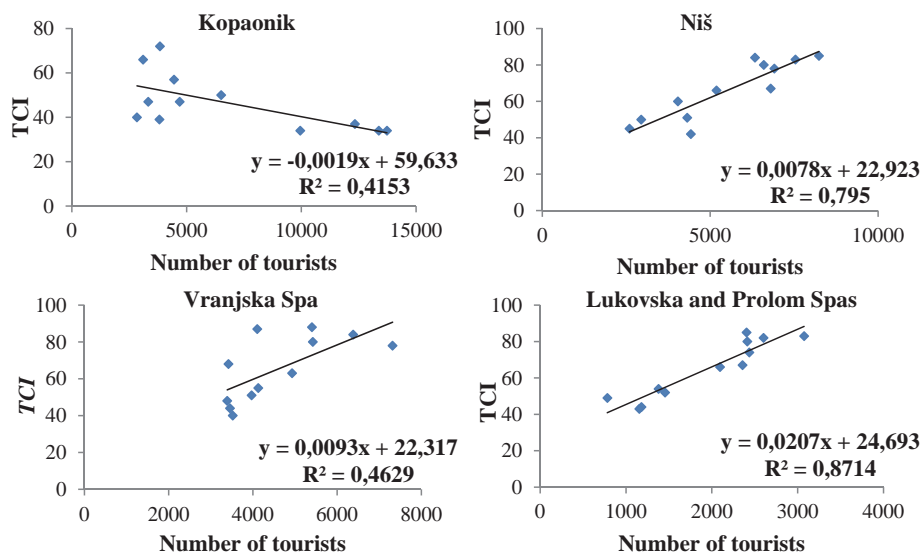 Kopaonik
80
60
40
20
0
TCI
y = -0,0019x + 59,633
R² = 0,4153
0 5000 10000 15000
Number of tourists
Niš
100
80
60
40
20
0
TCI
y = 0,0078x + 22,923
R² = 0,795
0 5000 10000
Number of tourists
Vranjska Spa
100
80
60
40
20
0
TCI
y = 0,0093x + 22,317
R² = 0,4629
0 2000 4000 6000 8000
Number of tourists
Lukovska and Prolom Spas
100
80
60
40
20
0
TCI
y = 0,0207x + 24,693
R² = 0,8714
0 1000 2000 3000 4000
Number of tourists